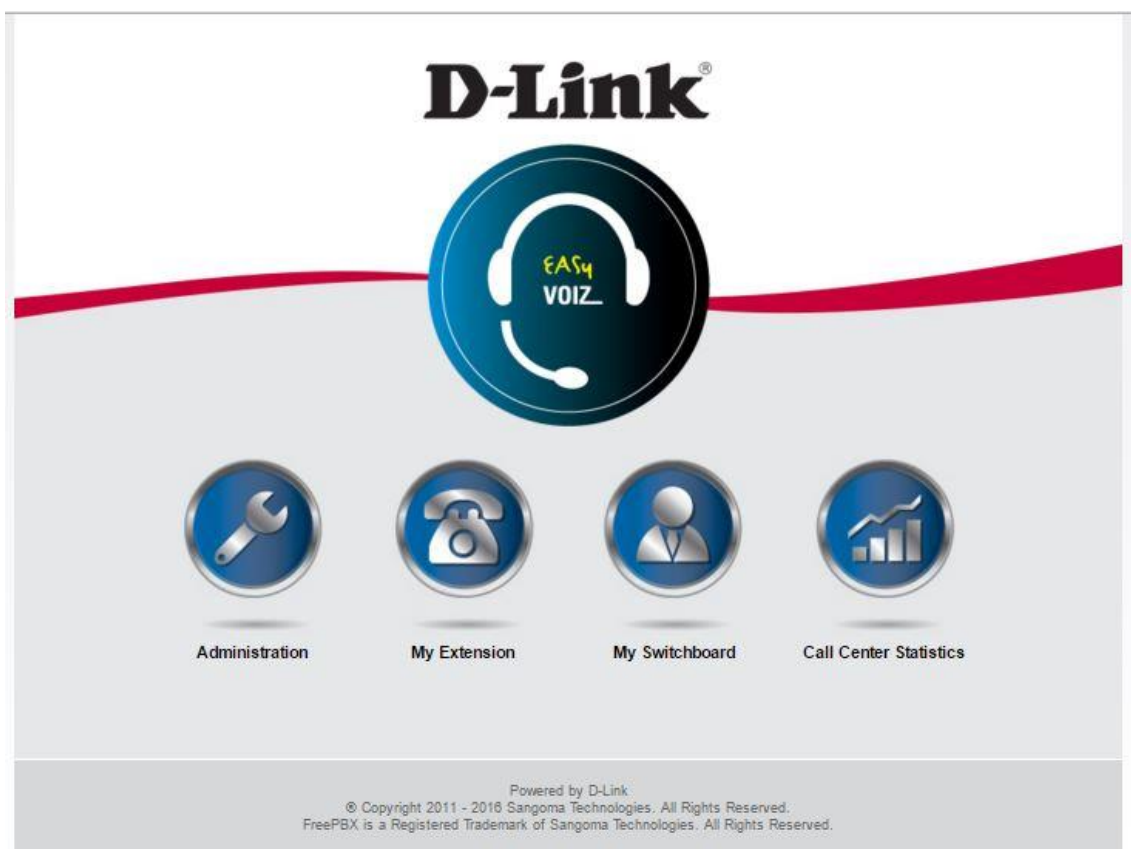 D-Link®
EASy
VOIZ
Administration
My Extension
My Switchboard
Call Center Statistics
Powered by D-Link
® Copyright 2011 - 2016 Sangoma Technologies. All Rights Reserved.
FreePBX is a Registered Trademark of Sangoma Technologies. All Rights Reserved.